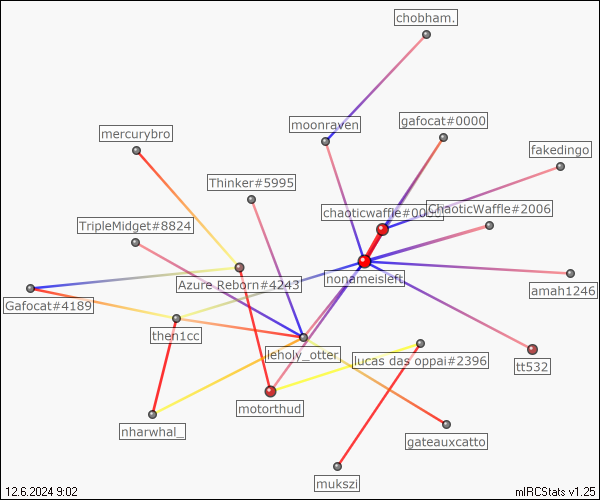 chobham.
moonraven
gafocat#0000
mercurybro
fakedingo
Thinker#5995
chaoticwaffle#0000
ChaoticWaffle#2006
TripleMidget#8824
Azure Reborn#4243
nonameisleft
amah1246
Gafocat#4189
then1cc
leholy_otter
lucas das oppai#2396
tt532
motorthud
nharwhal_
gateauxcatto
mukszi
12.6.2024 9:02
mIRCStats v1.25